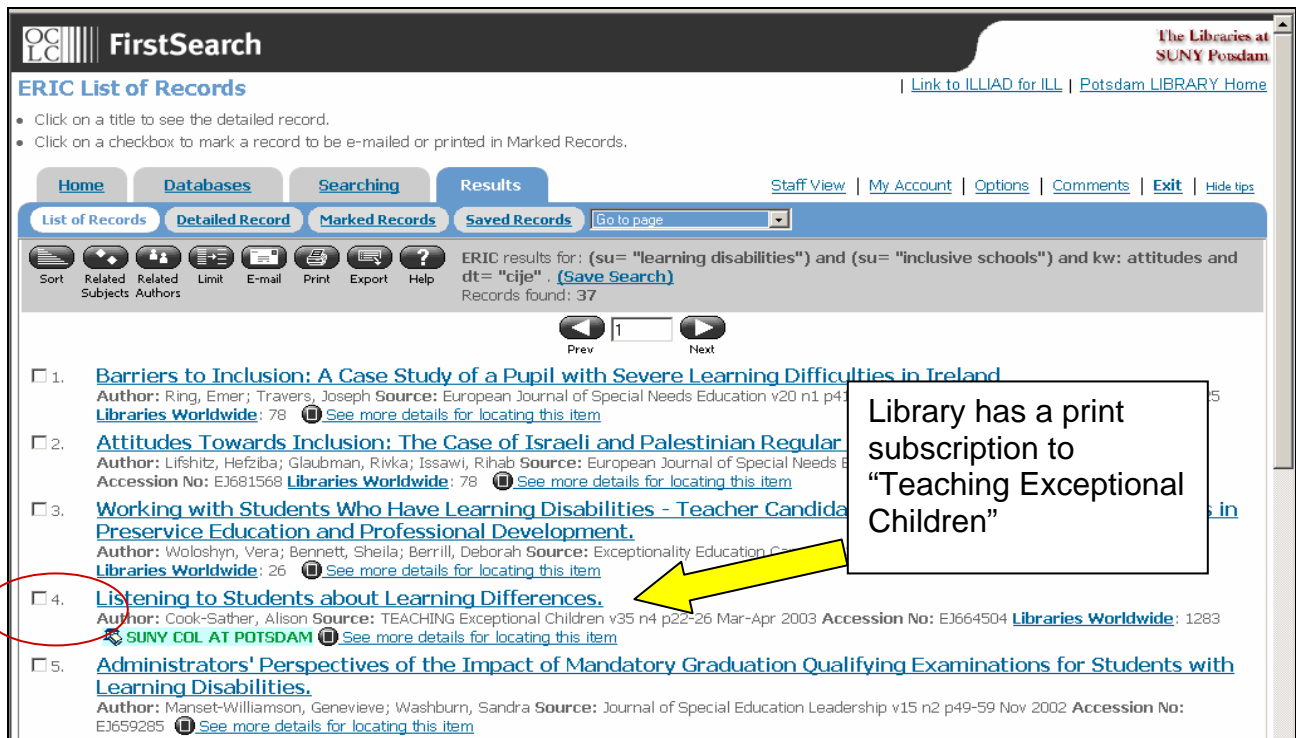 OCLC FirstSearch
The Libraries at
SUNY Potsdam
ERIC List of Records
| Link to ILLIAD for ILL | Potsdam LIBRARY Home
• Click on a title to see the detailed record.
• Click on a checkbox to mark a record to be e-mailed or printed in Marked Records.
Home Databases Searching Results
Staff View | My Account | Options | Comments | Exit | Hide tips
List of Records Detailed Record Marked Records Saved Records Go to page
Sort Related Subjects Related Authors Limit E-mail Print Export Help
ERIC results for: (su= "learning disabilities") and (su= "inclusive schools") and kw: attitudes and
dt= "cije" . (Save Search)
Records found: 37
1
Prev Next
1. Barriers to Inclusion: A Case Study of a Pupil with Severe Learning Difficulties in Ireland
Author: Ring, Emer; Travers, Joseph Source: European Journal of Special Needs Education v20 n1 p41
Libraries Worldwide: 78 See more details for locating this item
2. Attitudes Towards Inclusion: The Case of Israeli and Palestinian Regular
Author: Lifshitz, Hefziba; Glaubman, Rivka; Issawi, Rihab Source: European Journal of Special Needs
Accession No: EJ681568 Libraries Worldwide: 78 See more details for locating this item
3. Working with Students Who Have Learning Disabilities - Teacher in
Preservice Education and Professional Development.
Author: Woloshyn, Vera; Bennett, Sheila; Berrill, Deborah Source: Exceptionality Education
Libraries Worldwide: 26 See more details for locating this item
4. Listening to Students about Learning Differences.
Author: Cook-Sather, Alison Source: TEACHING Exceptional Children v35 n4 p22-26 Mar-Apr 2003 Accession No: EJ664504 Libraries Worldwide: 1283
SUNY COL AT POTSDAM See more details for locating this item
5. Administrators' Perspectives of the Impact of Mandatory Graduation Qualifying Examinations for Students with
Learning Disabilities.
Author: Manset-Williamson, Genevieve; Washburn, Sandra Source: Journal of Special Education Leadership v15 n2 p49-59 Nov 2002 Accession No:
EJ659285 See more details for locating this item
Library has a print
subscription to
“Teaching Exceptional
Children”